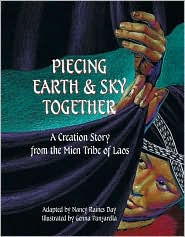 PIECING
EARTH & SKY
TOGETHER
A Creation Story
from the Mien Tribe of Laos
Adapted by Nancy Raines Day
Illustrated by Genna Panzarella